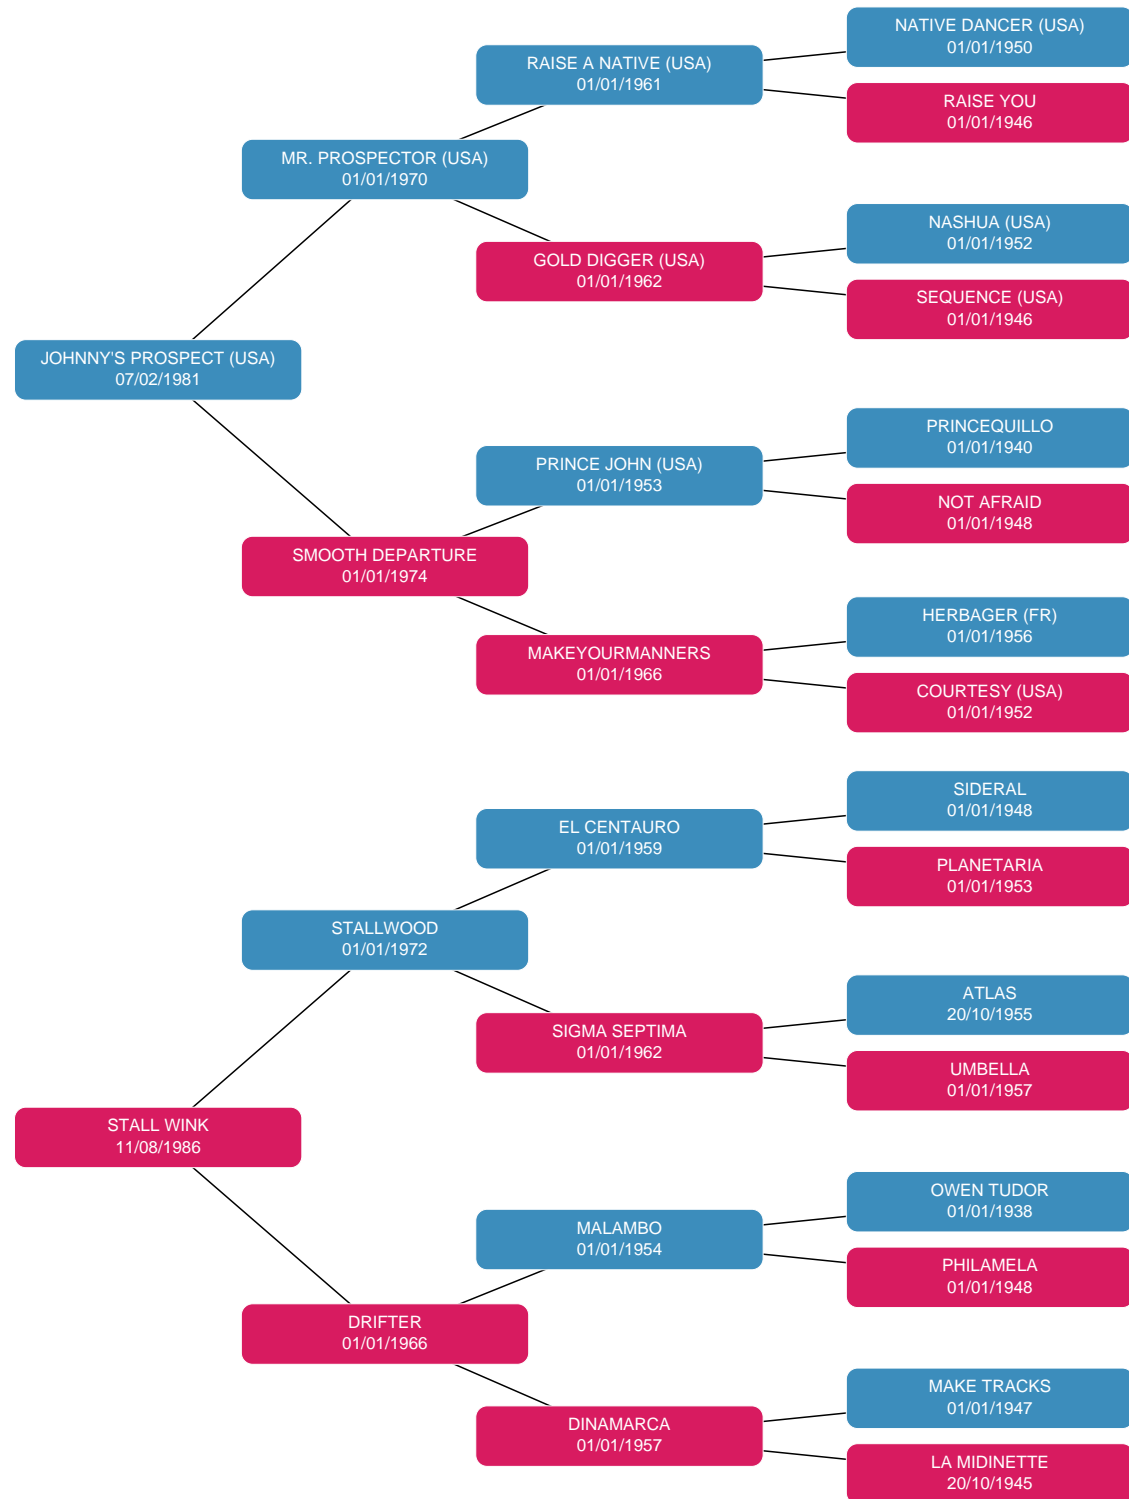 NATIVE DANCER (USA)
01/01/1950
RAISE A NATIVE (USA)
01/01/1961
RAISE YOU
01/01/1946
MR. PROSPECTOR (USA)
01/01/1970
NASHUA (USA)
01/01/1952
GOLD DIGGER (USA)
01/01/1962
SEQUENCE (USA)
01/01/1946
JOHNNY'S PROSPECT (USA)
07/02/1981
PRINCEQUILLO
01/01/1940
PRINCE JOHN (USA)
01/01/1953
NOT AFRAID
01/01/1948
SMOOTH DEPARTURE
01/01/1974
HERBAGER (FR)
01/01/1956
MAKEYOURMANNERS
01/01/1966
COURTESY (USA)
01/01/1952
SIDERAL
01/01/1948
EL CENTAURO
01/01/1959
PLANETARIA
01/01/1953
STALLWOOD
01/01/1972
ATLAS
20/10/1955
SIGMA SEPTIMA
01/01/1962
UMBELLA
01/01/1957
STALL WINK
11/08/1986
OWEN TUDOR
01/01/1938
MALAMBO
01/01/1954
PHILAMELA
01/01/1948
DRIFTER
01/01/1966
MAKE TRACKS
01/01/1947
DINAMARCA
01/01/1957
LA MIDINETTE
20/10/1945